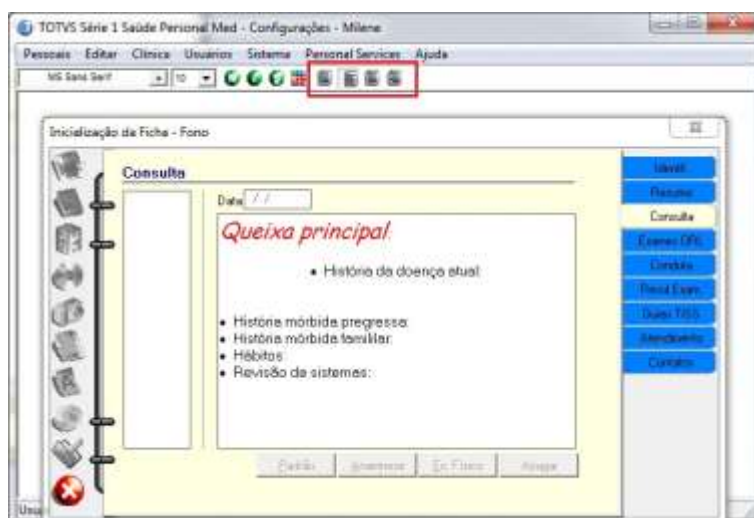 TOTVS Série 1 Saúde Personal Med - Configurações - Milene
Pessoais Editar Clínica Usuários Sistema Personal Services Ajuda
MS Sans Serif 10
Inicialização da Ficha - Fono
Consulta
Data / /
Queixa principal:
• História da doença atual:
• História mórbida pregressa:
• História mórbida familiar:
• Hábitos:
• Revisão de sistemas:
Padrão Anamnese Ex. Físico Apagar
Identif.
Resumo
Consulta
Exames ORL
Conduta
Result Exam.
Guias TISS
Atendimento
Contatos